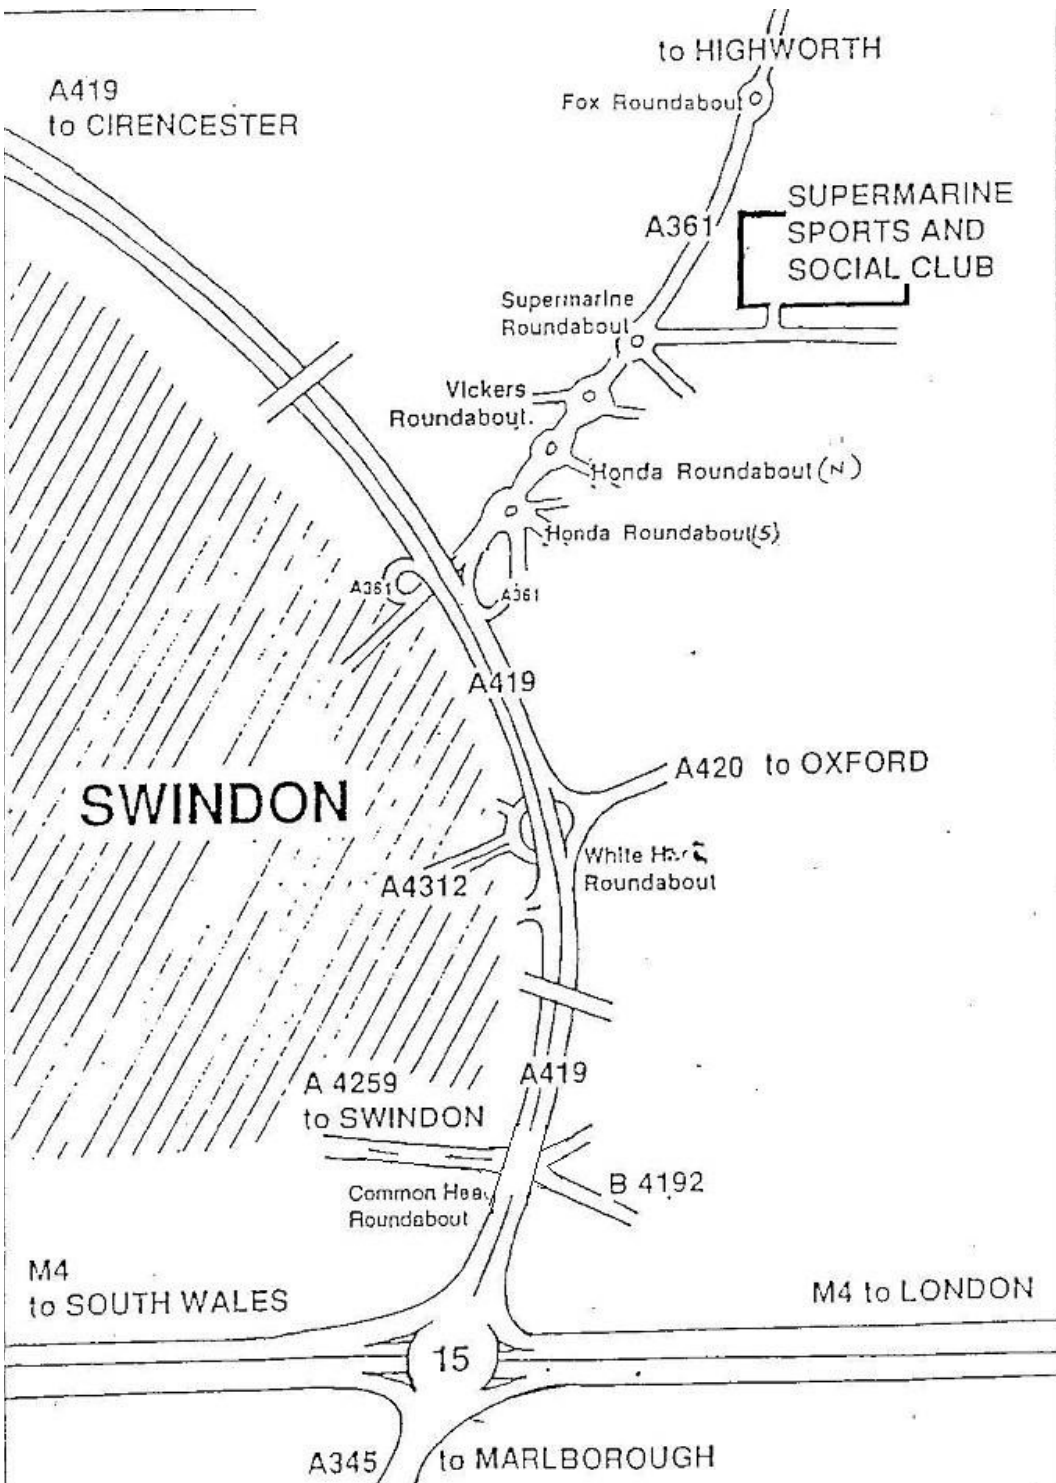 to HIGHWORTH
A419
to CIRENCESTER
Fox Roundabout
SUPERMARINE
SPORTS AND
SOCIAL CLUB
A361
Supermarine
Roundabout
Vickers
Roundabout.
Honda Roundabout (N)
Honda Roundabout (S)
A361
A361
A419
SWINDON
A420 to OXFORD
White
Roundabout
A4312
A 4259
to SWINDON
A419
B 4192
Common
Roundabout
M4
to SOUTH WALES
M4 to LONDON
15
A345 to MARLBOROUGH